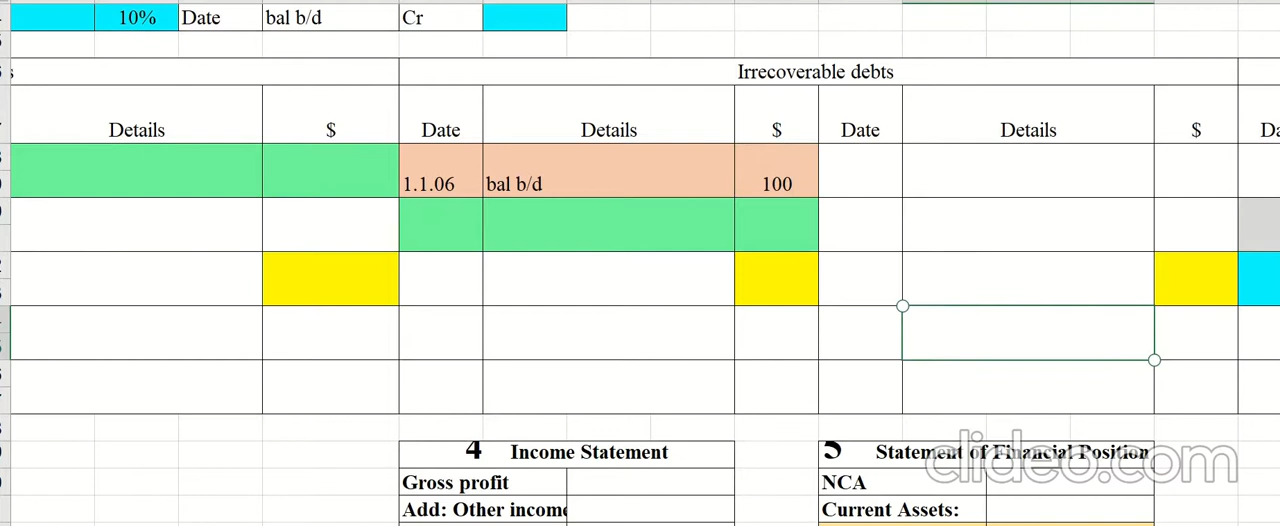 10% Date bal b/d Cr
Irrecoverable debts
Details $ Date Details $ Date Details $
1.1.06 bal b/d 100
4 Income Statement
5 Statement of Financial Position
Gross profit
NCA
Add: Other income
Current Assets:
clideo.com